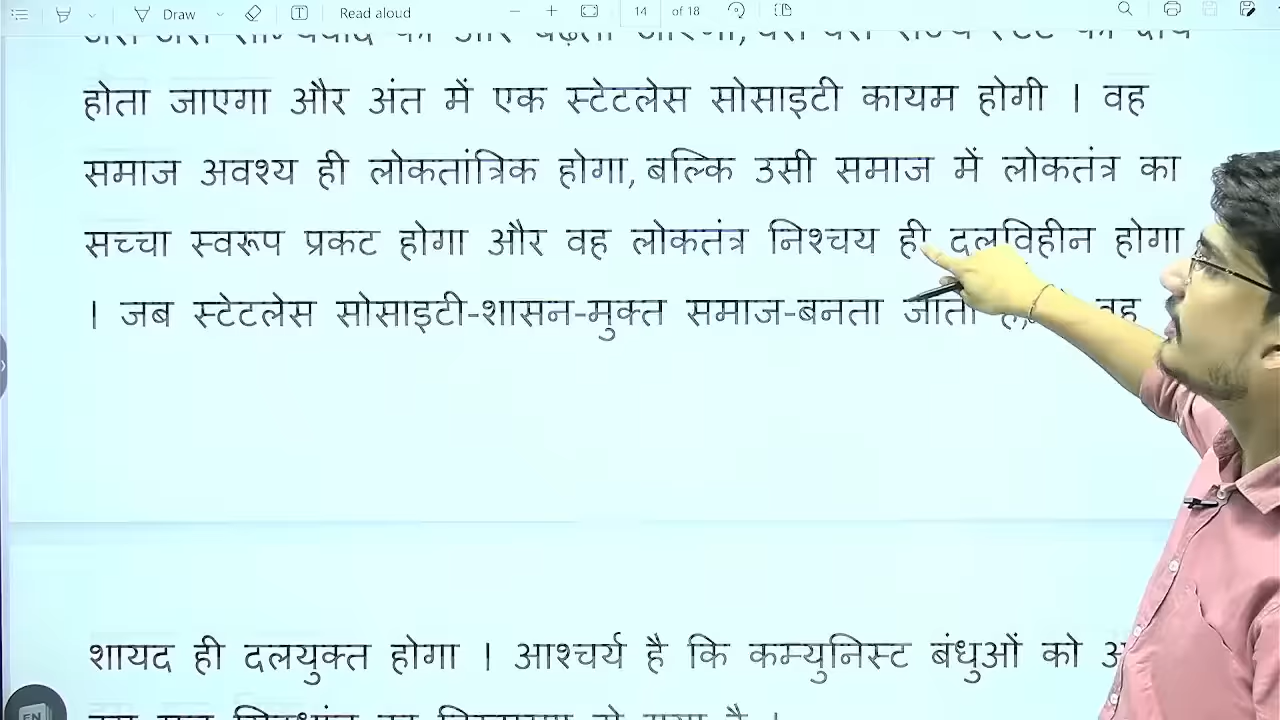 Draw Read aloud 14 of 18
होता जाएगा और अंत में एक स्टेटलेस सोसाइटी कायम होगी । वह
समाज अवश्य ही लोकतांत्रिक होगा, बल्कि उसी समाज में लोकतंत्र का
सच्चा स्वरूप प्रकट होगा और वह लोकतंत्र निश्चय ही दलविहीन होगा
। जब स्टेटलेस सोसाइटी-शासन-मुक्त समाज-बनता जाता वह
शायद ही दलयुक्त होगा । आश्चर्य है कि कम्युनिस्ट बंधुओं को
EN